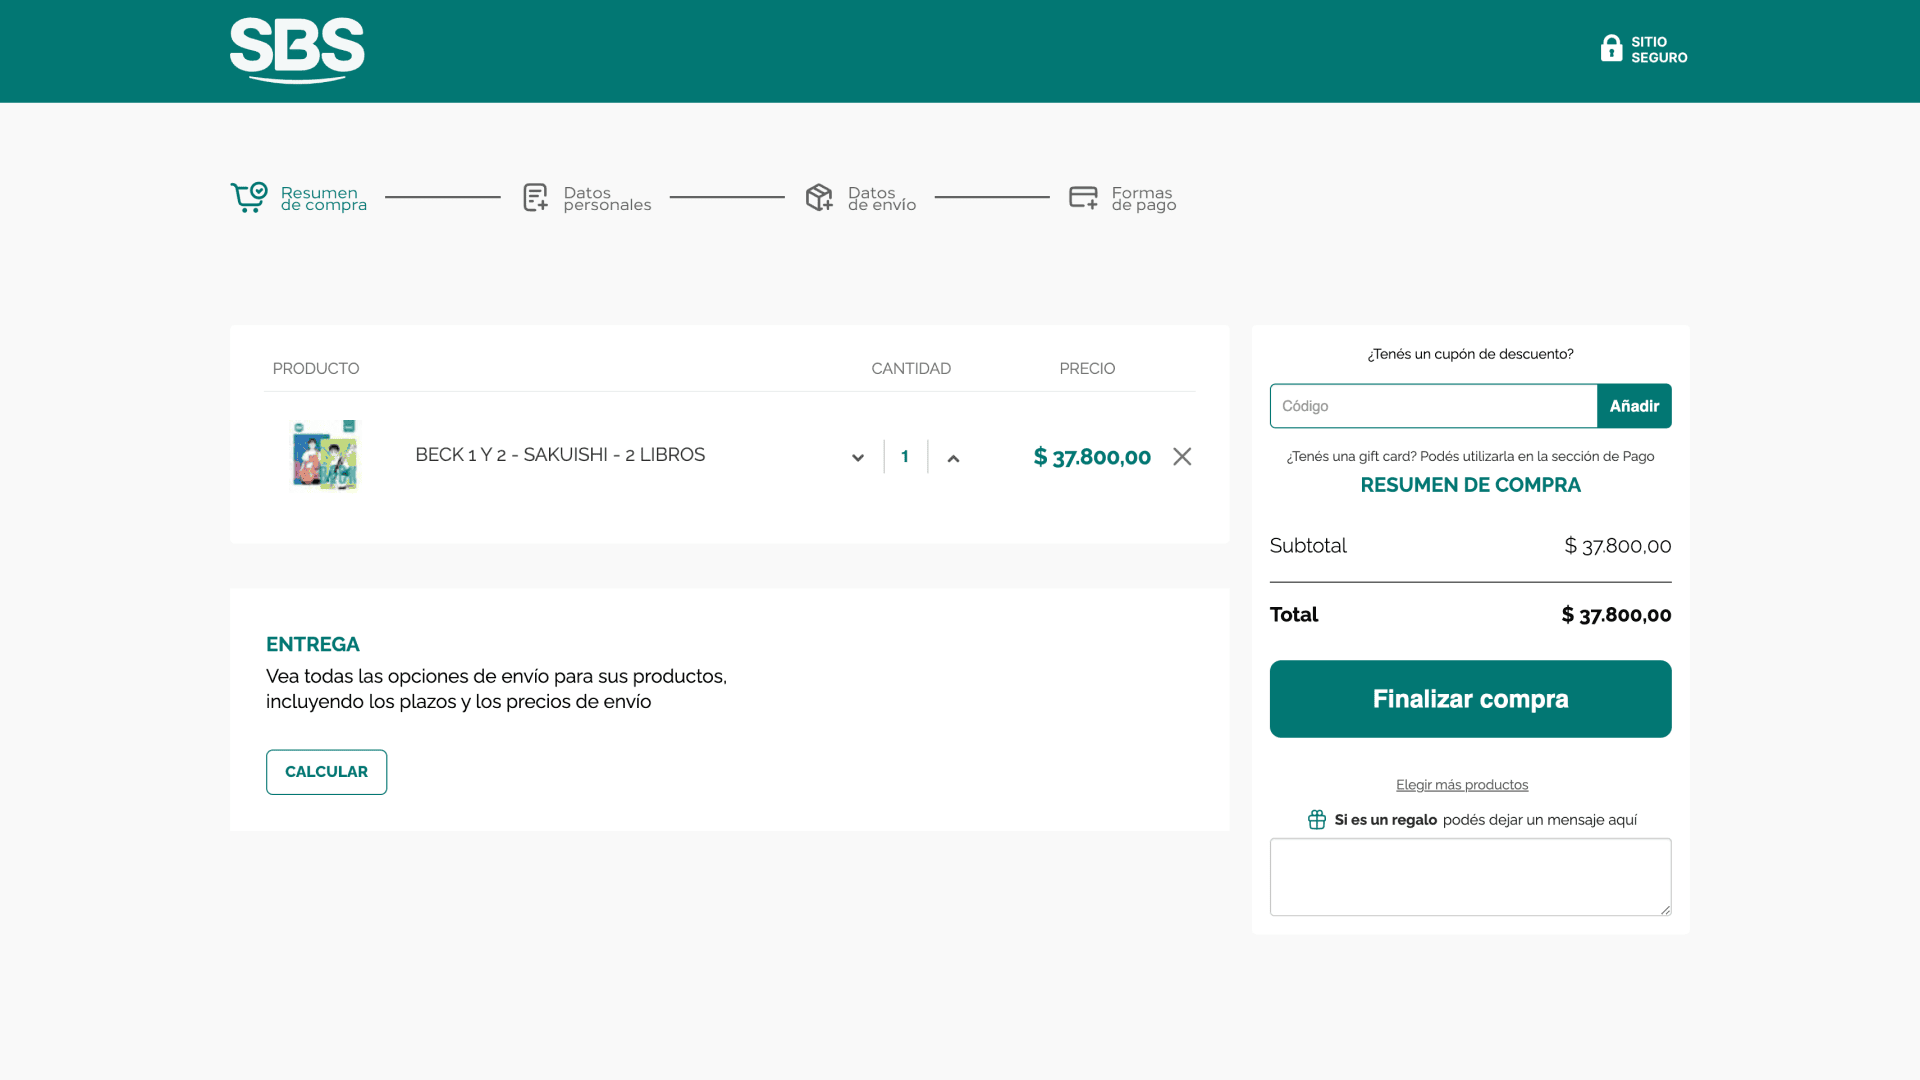 SBS
SITIO
SEGURO
Resumen
de compra
Datos
personales
Datos
de envío
Formas
de pago
PRODUCTO
CANTIDAD
PRECIO
BECK 1 Y 2 - SAKUISHI - 2 LIBROS
1
$ 37.800,00
ENTREGA
Vea todas las opciones de envío para sus productos,
incluyendo los plazos y los precios de envío
CALCULAR
¿Tenés un cupón de descuento?
Código
Añadir
¿Tenés una gift card? Podés utilizarla en la sección de Pago
RESUMEN DE COMPRA
Subtotal $ 37.800,00
Total $ 37.800,00
Finalizar compra
Elegir más productos
Si es un regalo podés dejar un mensaje aquí